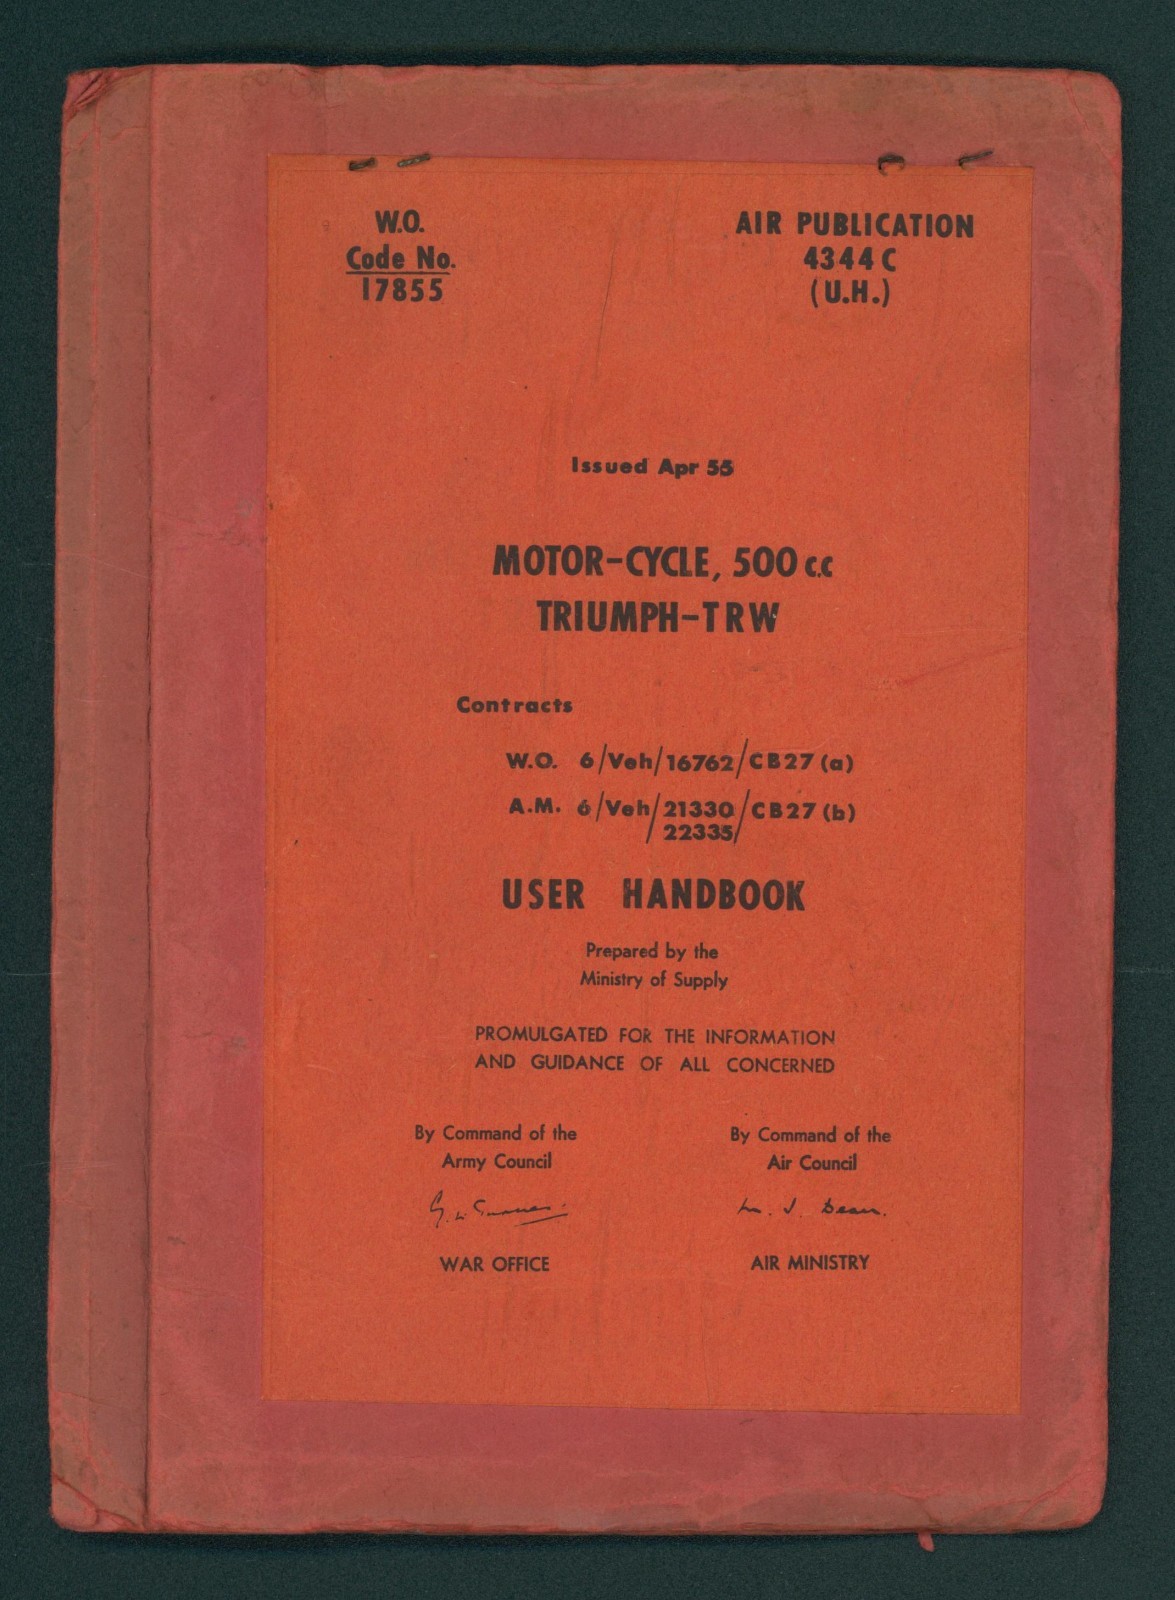 W.O.
Code No.
17855
AIR PUBLICATION
4344 C
(U.H.)
Issued Apr 55
MOTOR-CYCLE, 500 c.c
TRIUMPH-TRW
Contracts
W.O. 6/Veh/16762/CB27 (a)
A.M. 6/Veh/21330/CB27 (b)
22335/
USER HANDBOOK
Prepared by the
Ministry of Supply
PROMULGATED FOR THE INFORMATION
AND GUIDANCE OF ALL CONCERNED
By Command of the
Army Council
By Command of the
Air Council
M. J. Dean.
WAR OFFICE
AIR MINISTRY